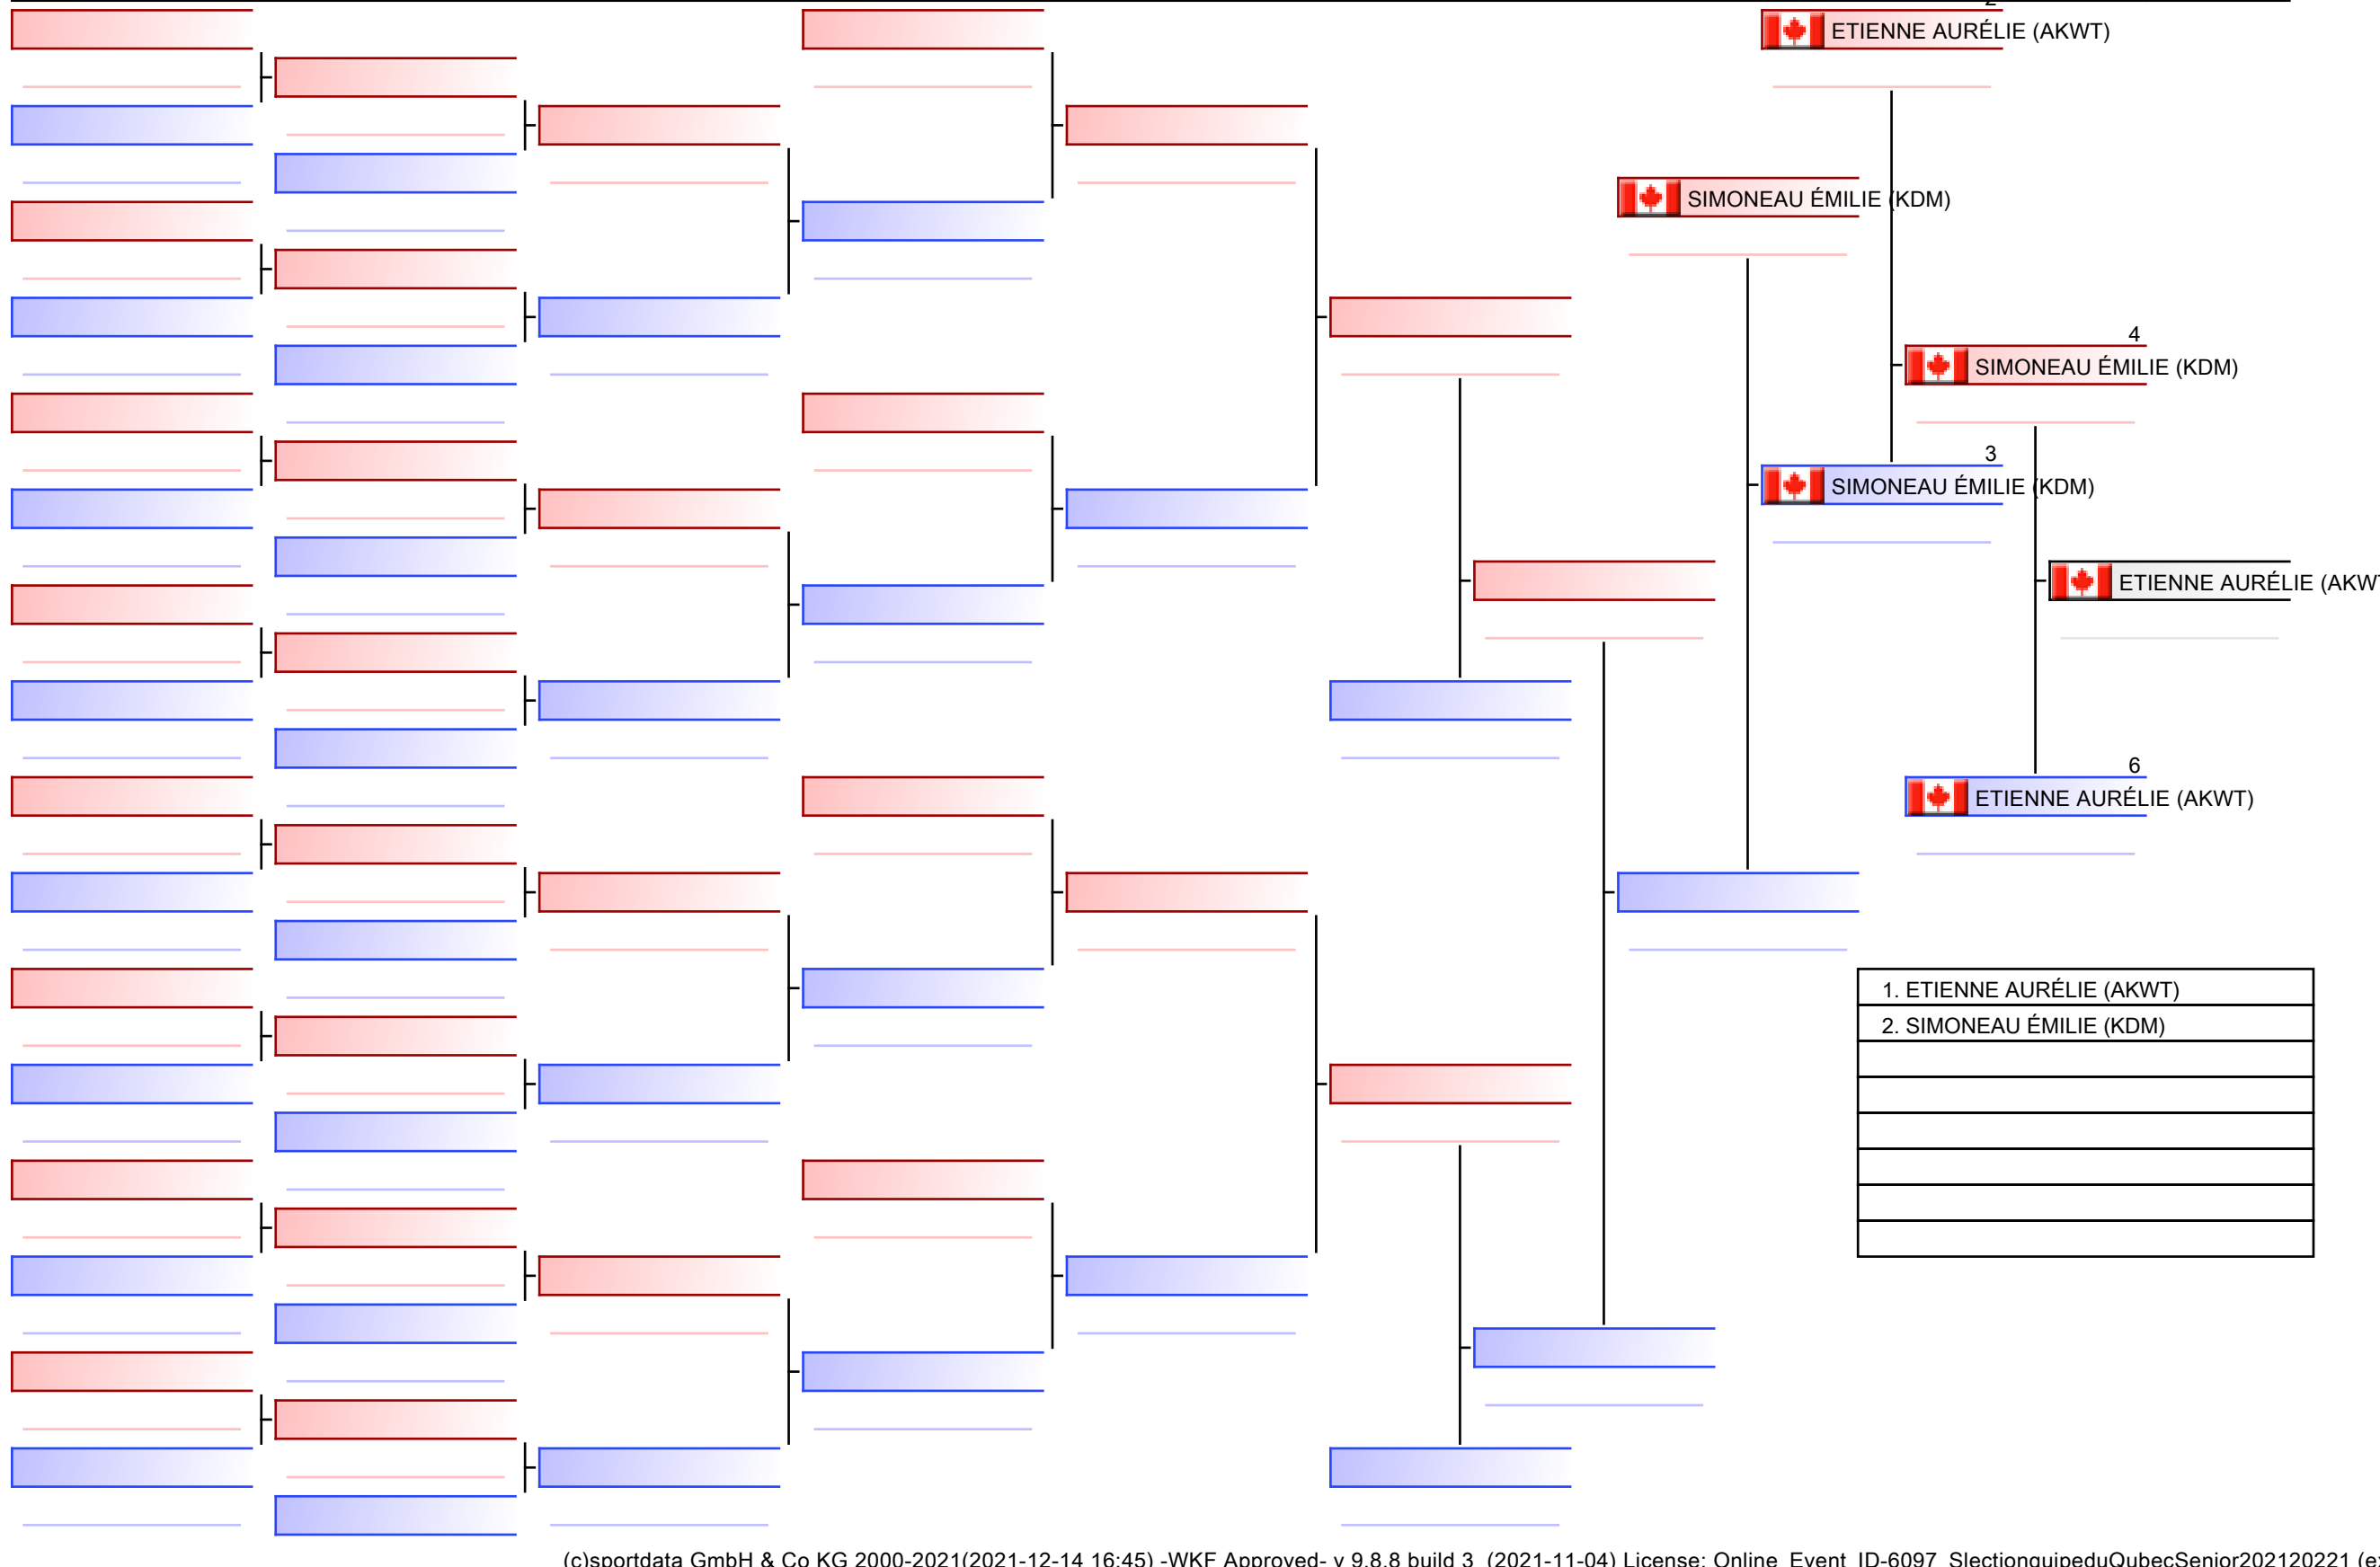 ETIENNE AURÉLIE (AKWT)
SIMONEAU ÉMILIE (KDM)
4
SIMONEAU ÉMILIE (KDM)
3
SIMONEAU ÉMILIE (KDM)
ETIENNE AURÉLIE (AKW
6
ETIENNE AURÉLIE (AKWT)
1. ETIENNE AURÉLIE (AKWT)
2. SIMONEAU ÉMILIE (KDM)
(c)sportdata GmbH & Co KG 2000-2021(2021-12-14 16:45) -WKF Approved- v 9.8.8 build 3 (2021-11-04) License: Online Event ID-6097 SlectionquipeduQubecSenior202120221